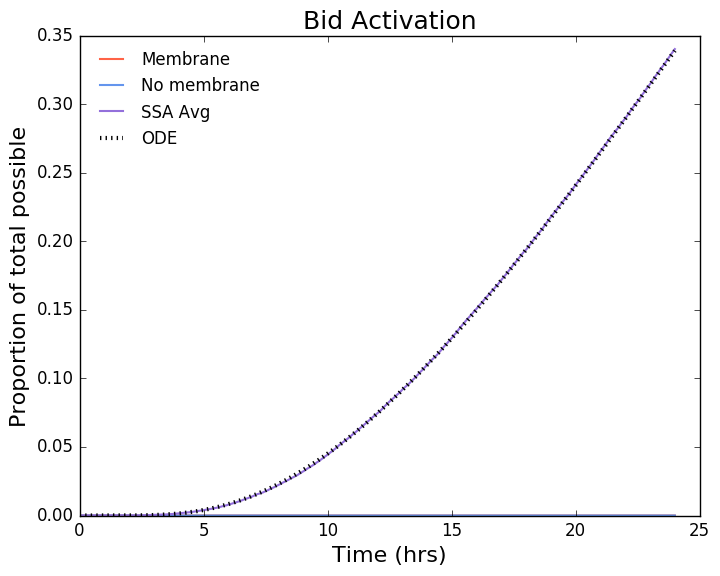 Bid Activation
Proportion of total possible
0.35
0.30
0.25
0.20
0.15
0.10
0.05
0.00
Membrane
No membrane
SSA Avg
ODE
0 5 10 15 20 25
Time (hrs)